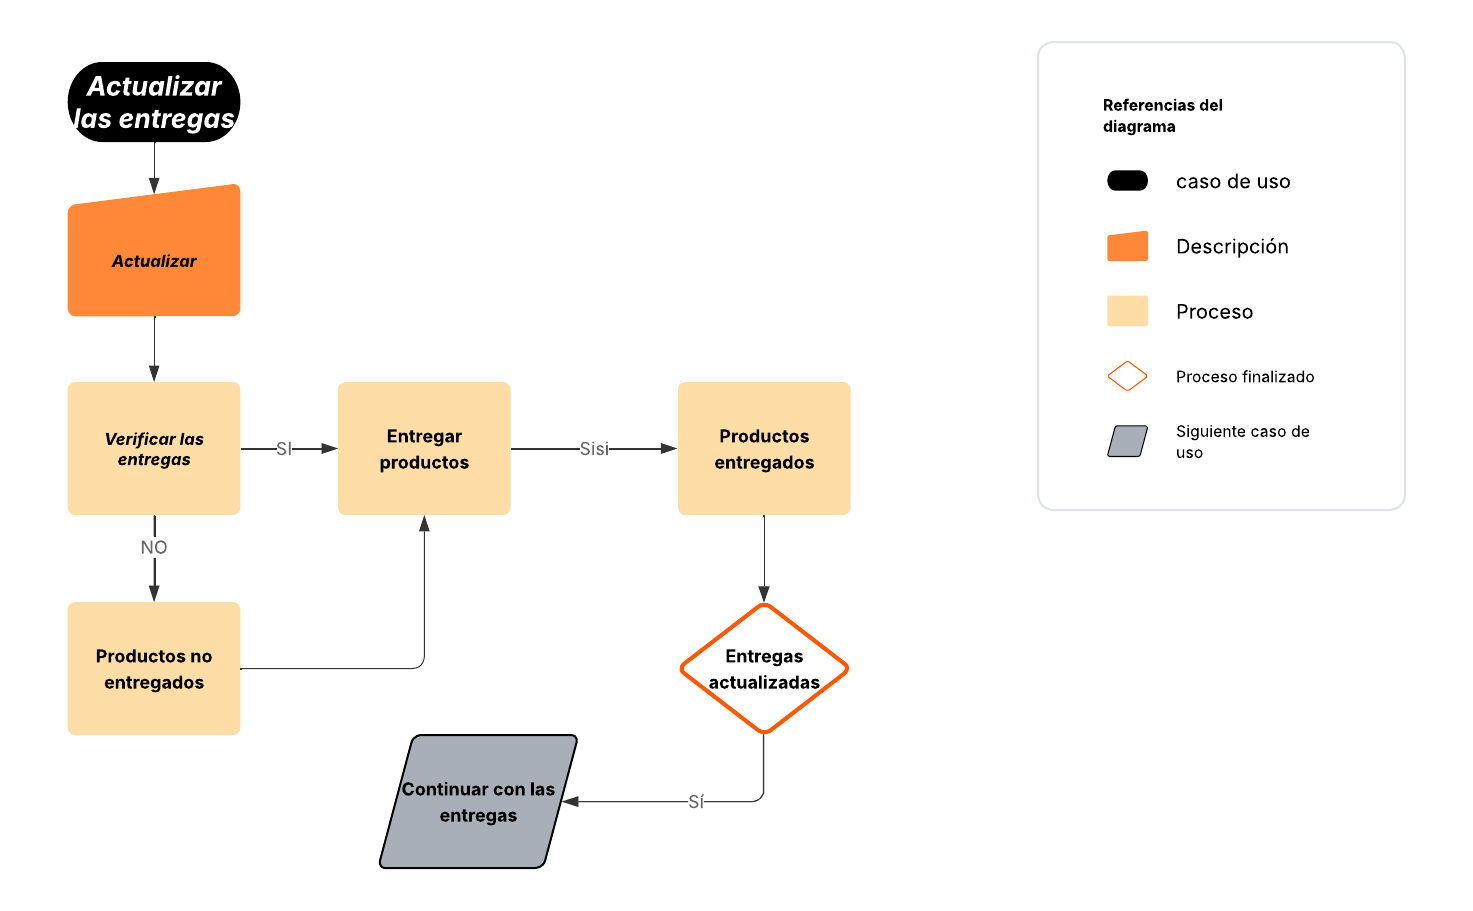 Actualizar
las entregas
Actualizar
Verificar las
entregas
SI
Entregar
productos
Sisi
Productos
entregados
NO
Productos no
entregados
Entregas
actualizadas
Sí
Continuar con las
entregas
Referencias del
diagrama
caso de uso
Descripción
Proceso
Proceso finalizado
Siguiente caso de
uso